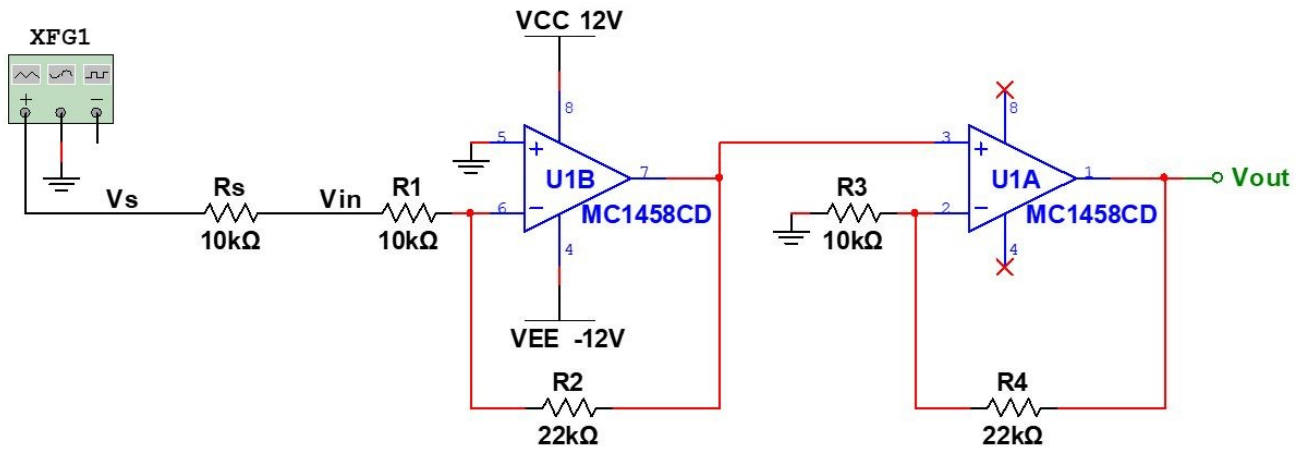 VCC 12V
XFG1
+ −
8
8
5
+
3
+
Vs
Rs
Vin
R1
U1B
7
R3
U1A
1
Vout
10kΩ
10kΩ
6
−
MC1458CD
10kΩ
2
−
MC1458CD
4
4
VEE -12V
R2
R4
22kΩ
22kΩ